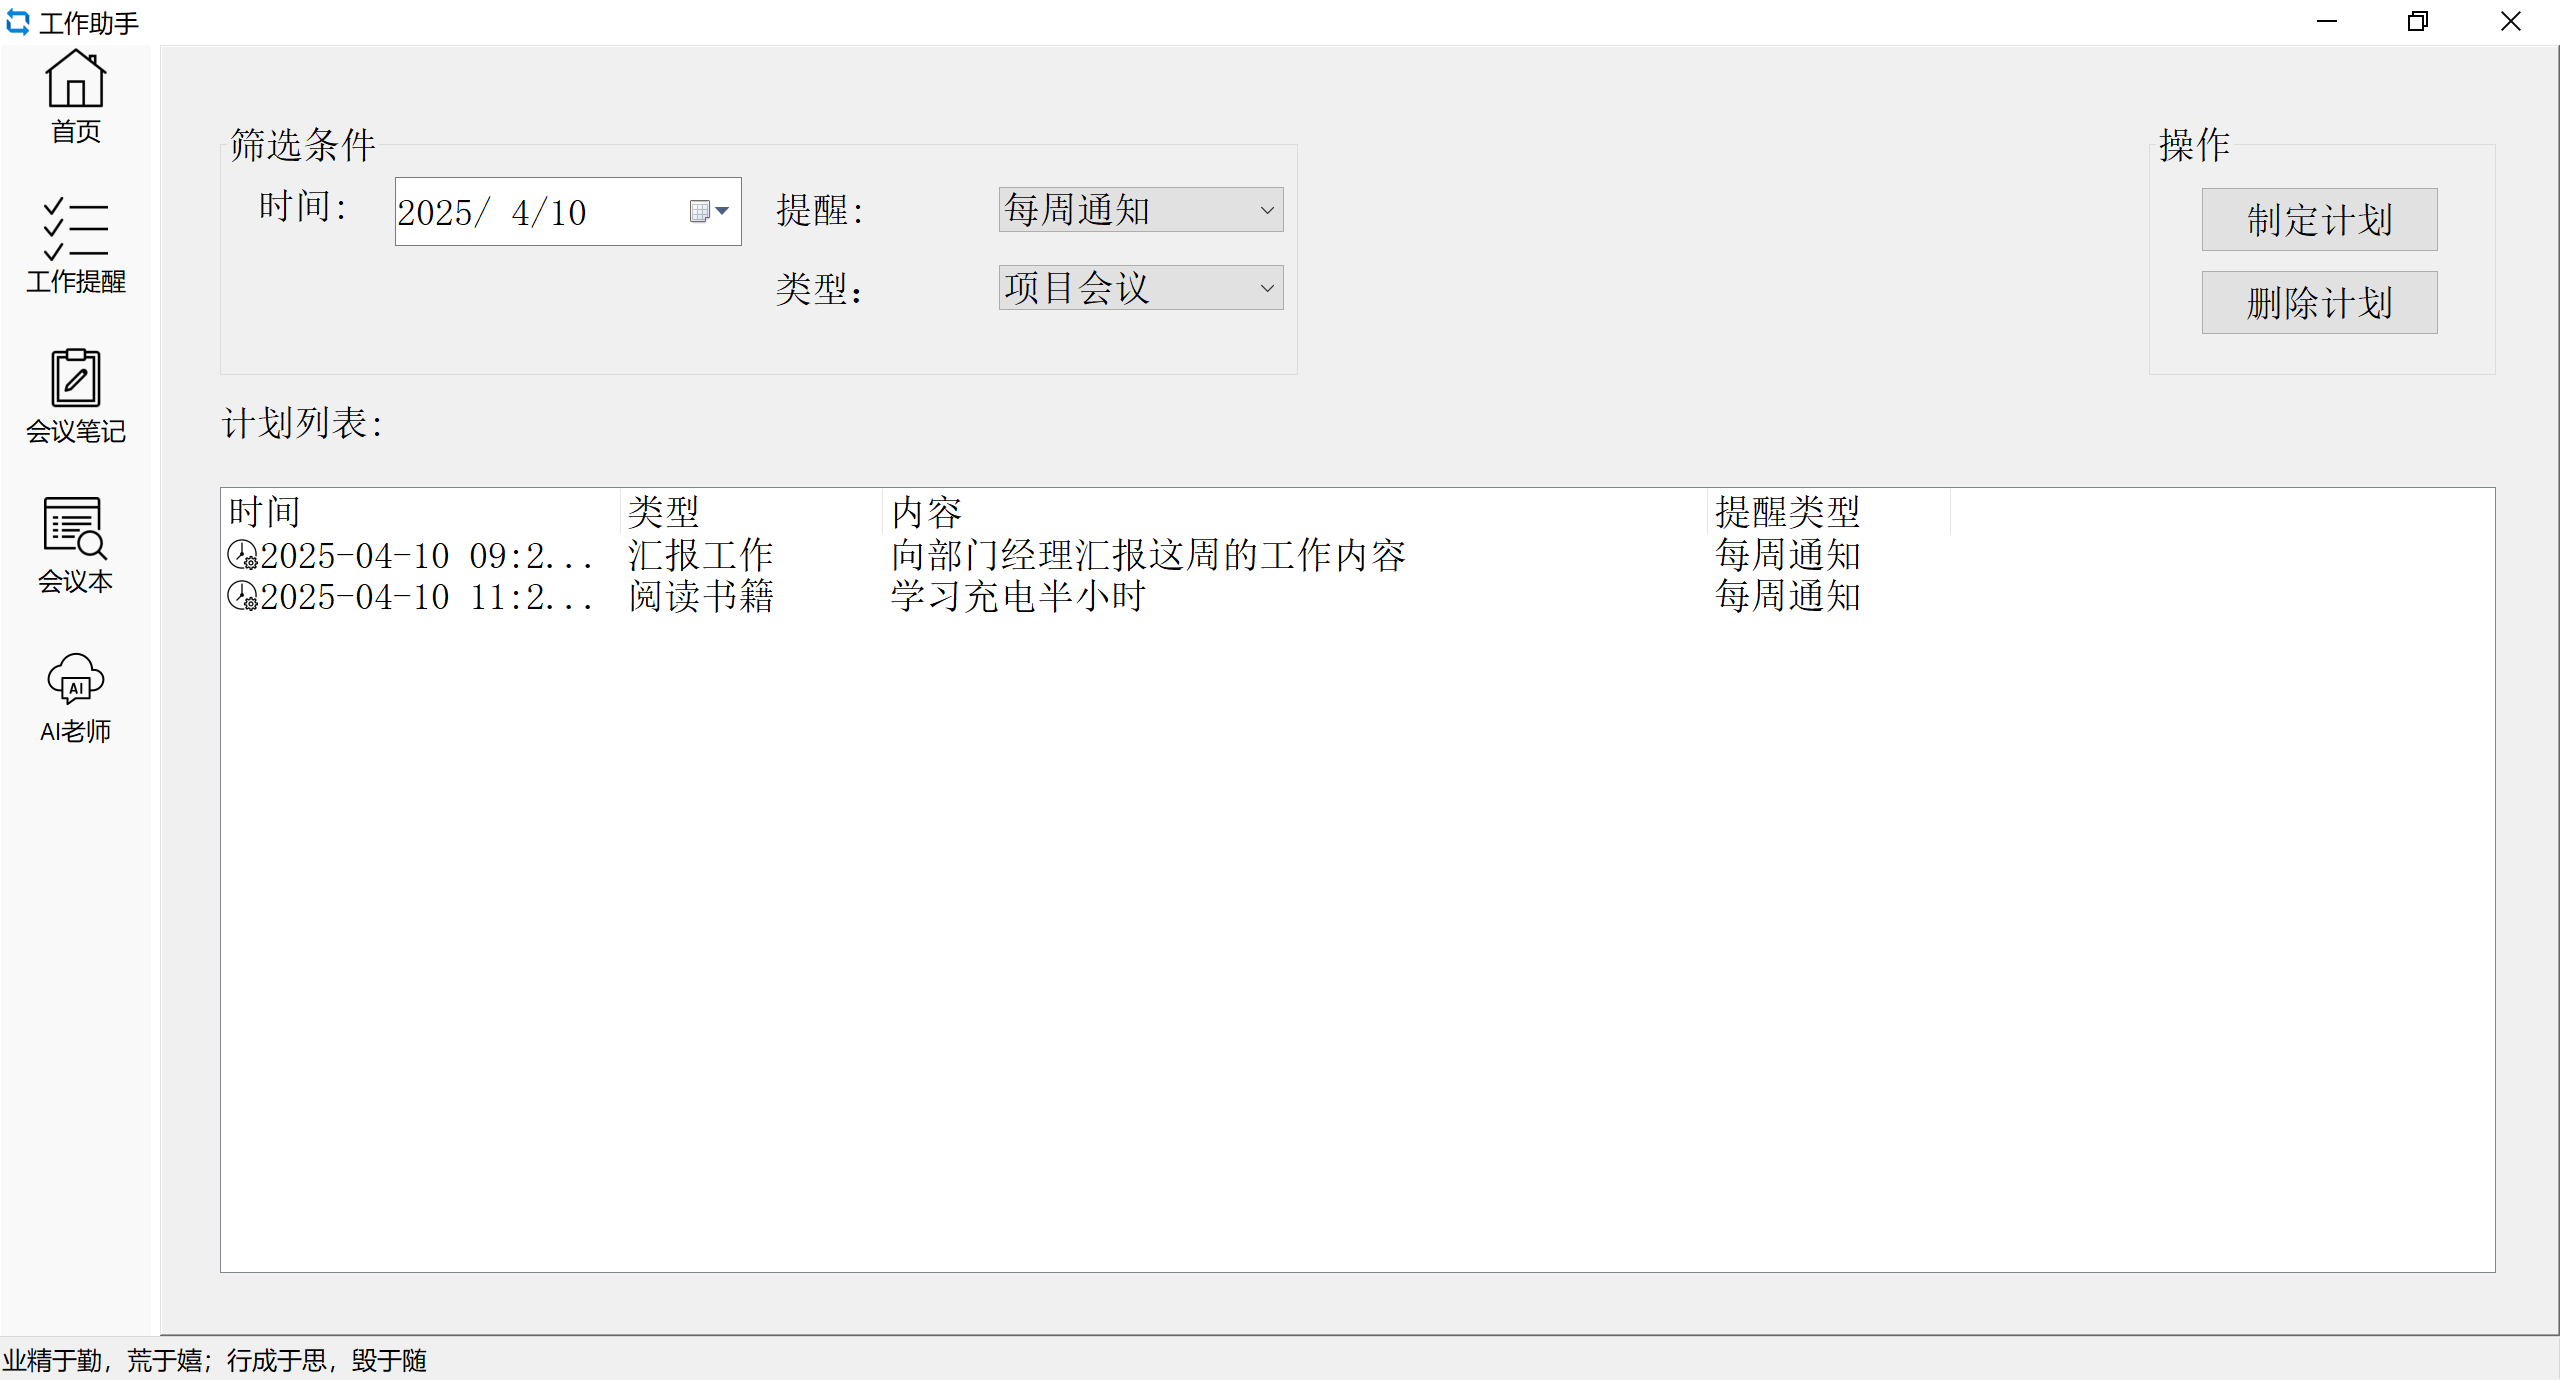 工作助手
首页
工作提醒
会议笔记
会议本
AI
AI老师
筛选条件
时间：
2025/ 4/10
提醒：
每周通知
类型：
项目会议
操作
制定计划
删除计划
计划列表：
时间 类型 内容 提醒类型
2025-04-10 09:2... 汇报工作 向部门经理汇报这周的工作内容 每周通知
2025-04-10 11:2... 阅读书籍 学习充电半小时 每周通知
业精于勤，荒于嬉；行成于思，毁于随